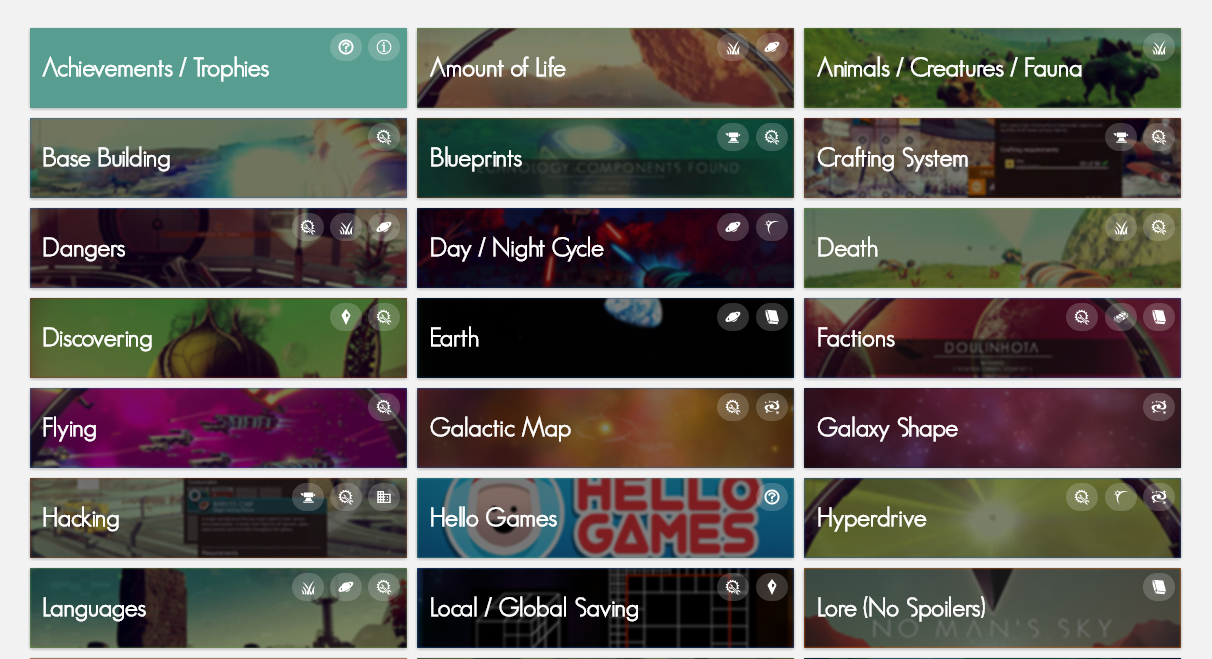 Achievements / Trophies
Amount of Life
Animals / Creatures / Fauna
Base Building
Blueprints
TECHNOLOGY COMPONENTS FOUND
Crafting System
Crafting requirements
Dangers
Day / Night Cycle
Death
Discovering
Earth
Factions
DOULINHOTA
Flying
Galactic Map
Galaxy Shape
Hacking
Hello Games
HELLO
GAMES
Hyperdrive
Languages
Local / Global Saving
Lore (No Spoilers)
NO MAN'S SKY